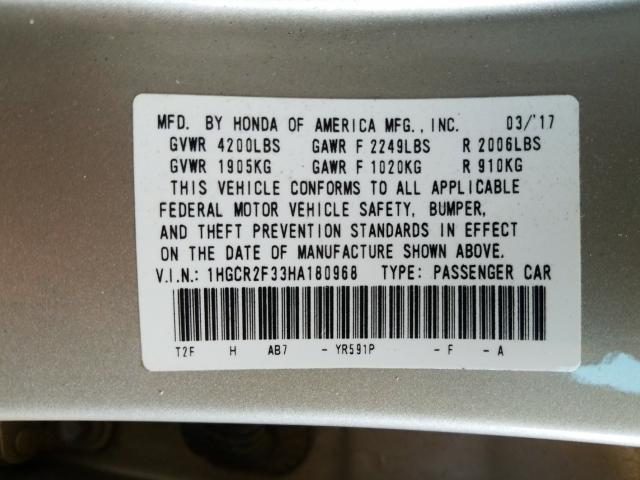 MFD. BY HONDA OF AMERICA MFG., INC. 03/'17
GVWR 4200LBS GAWR F 2249LBS R 2006LBS
GVWR 1905KG GAWR F 1020KG R 910KG
THIS VEHICLE CONFORMS TO ALL APPLICABLE
FEDERAL MOTOR VEHICLE SAFETY, BUMPER,
AND THEFT PREVENTION STANDARDS IN EFFECT
ON THE DATE OF MANUFACTURE SHOWN ABOVE.
V.I.N.: 1HGCR2F33HA180968 TYPE: PASSENGER CAR
T2F H AB7 - YR591P - F - A